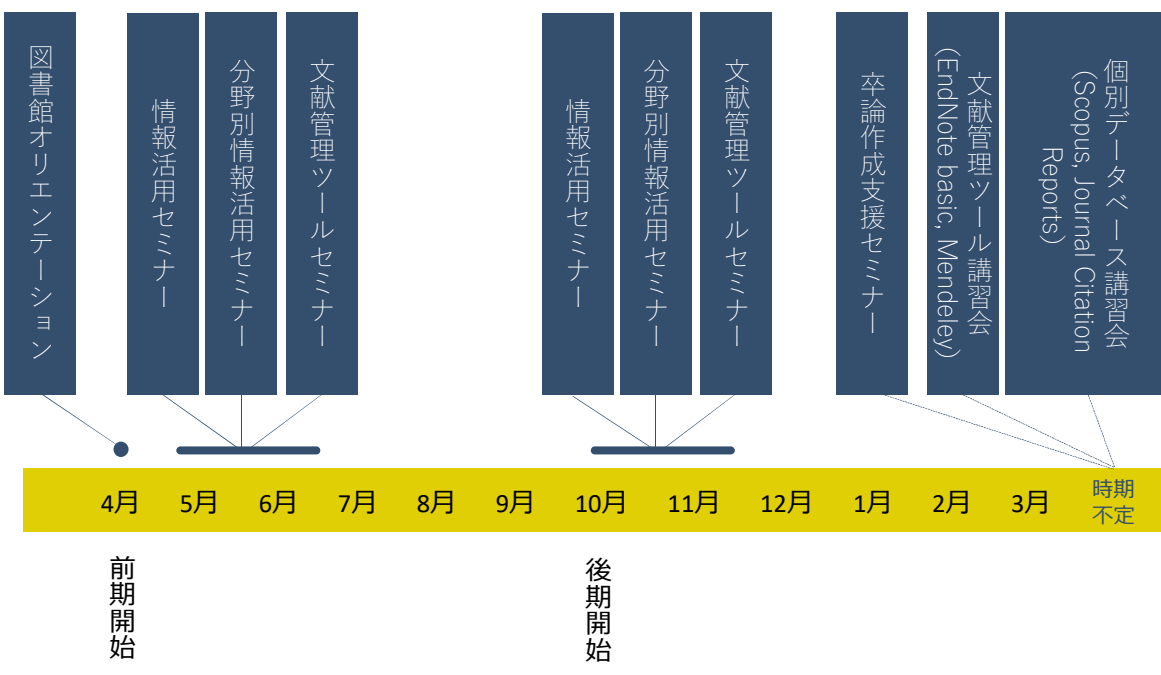 図書館オリエンテーション
情報活用セミナー
分野別情報活用セミナー
文献管理ツールセミナー
情報活用セミナー
分野別情報活用セミナー
文献管理ツールセミナー
卒論作成支援セミナー
文献管理ツール講習会
(EndNote basic, Mendeley)
個別データベース講習会
(Scopus, Journal Citation
Reports)
4月
5月
6月
7月
8月
9月
10月
11月
12月
1月
2月
3月
時期
不定
前期開始
後期開始